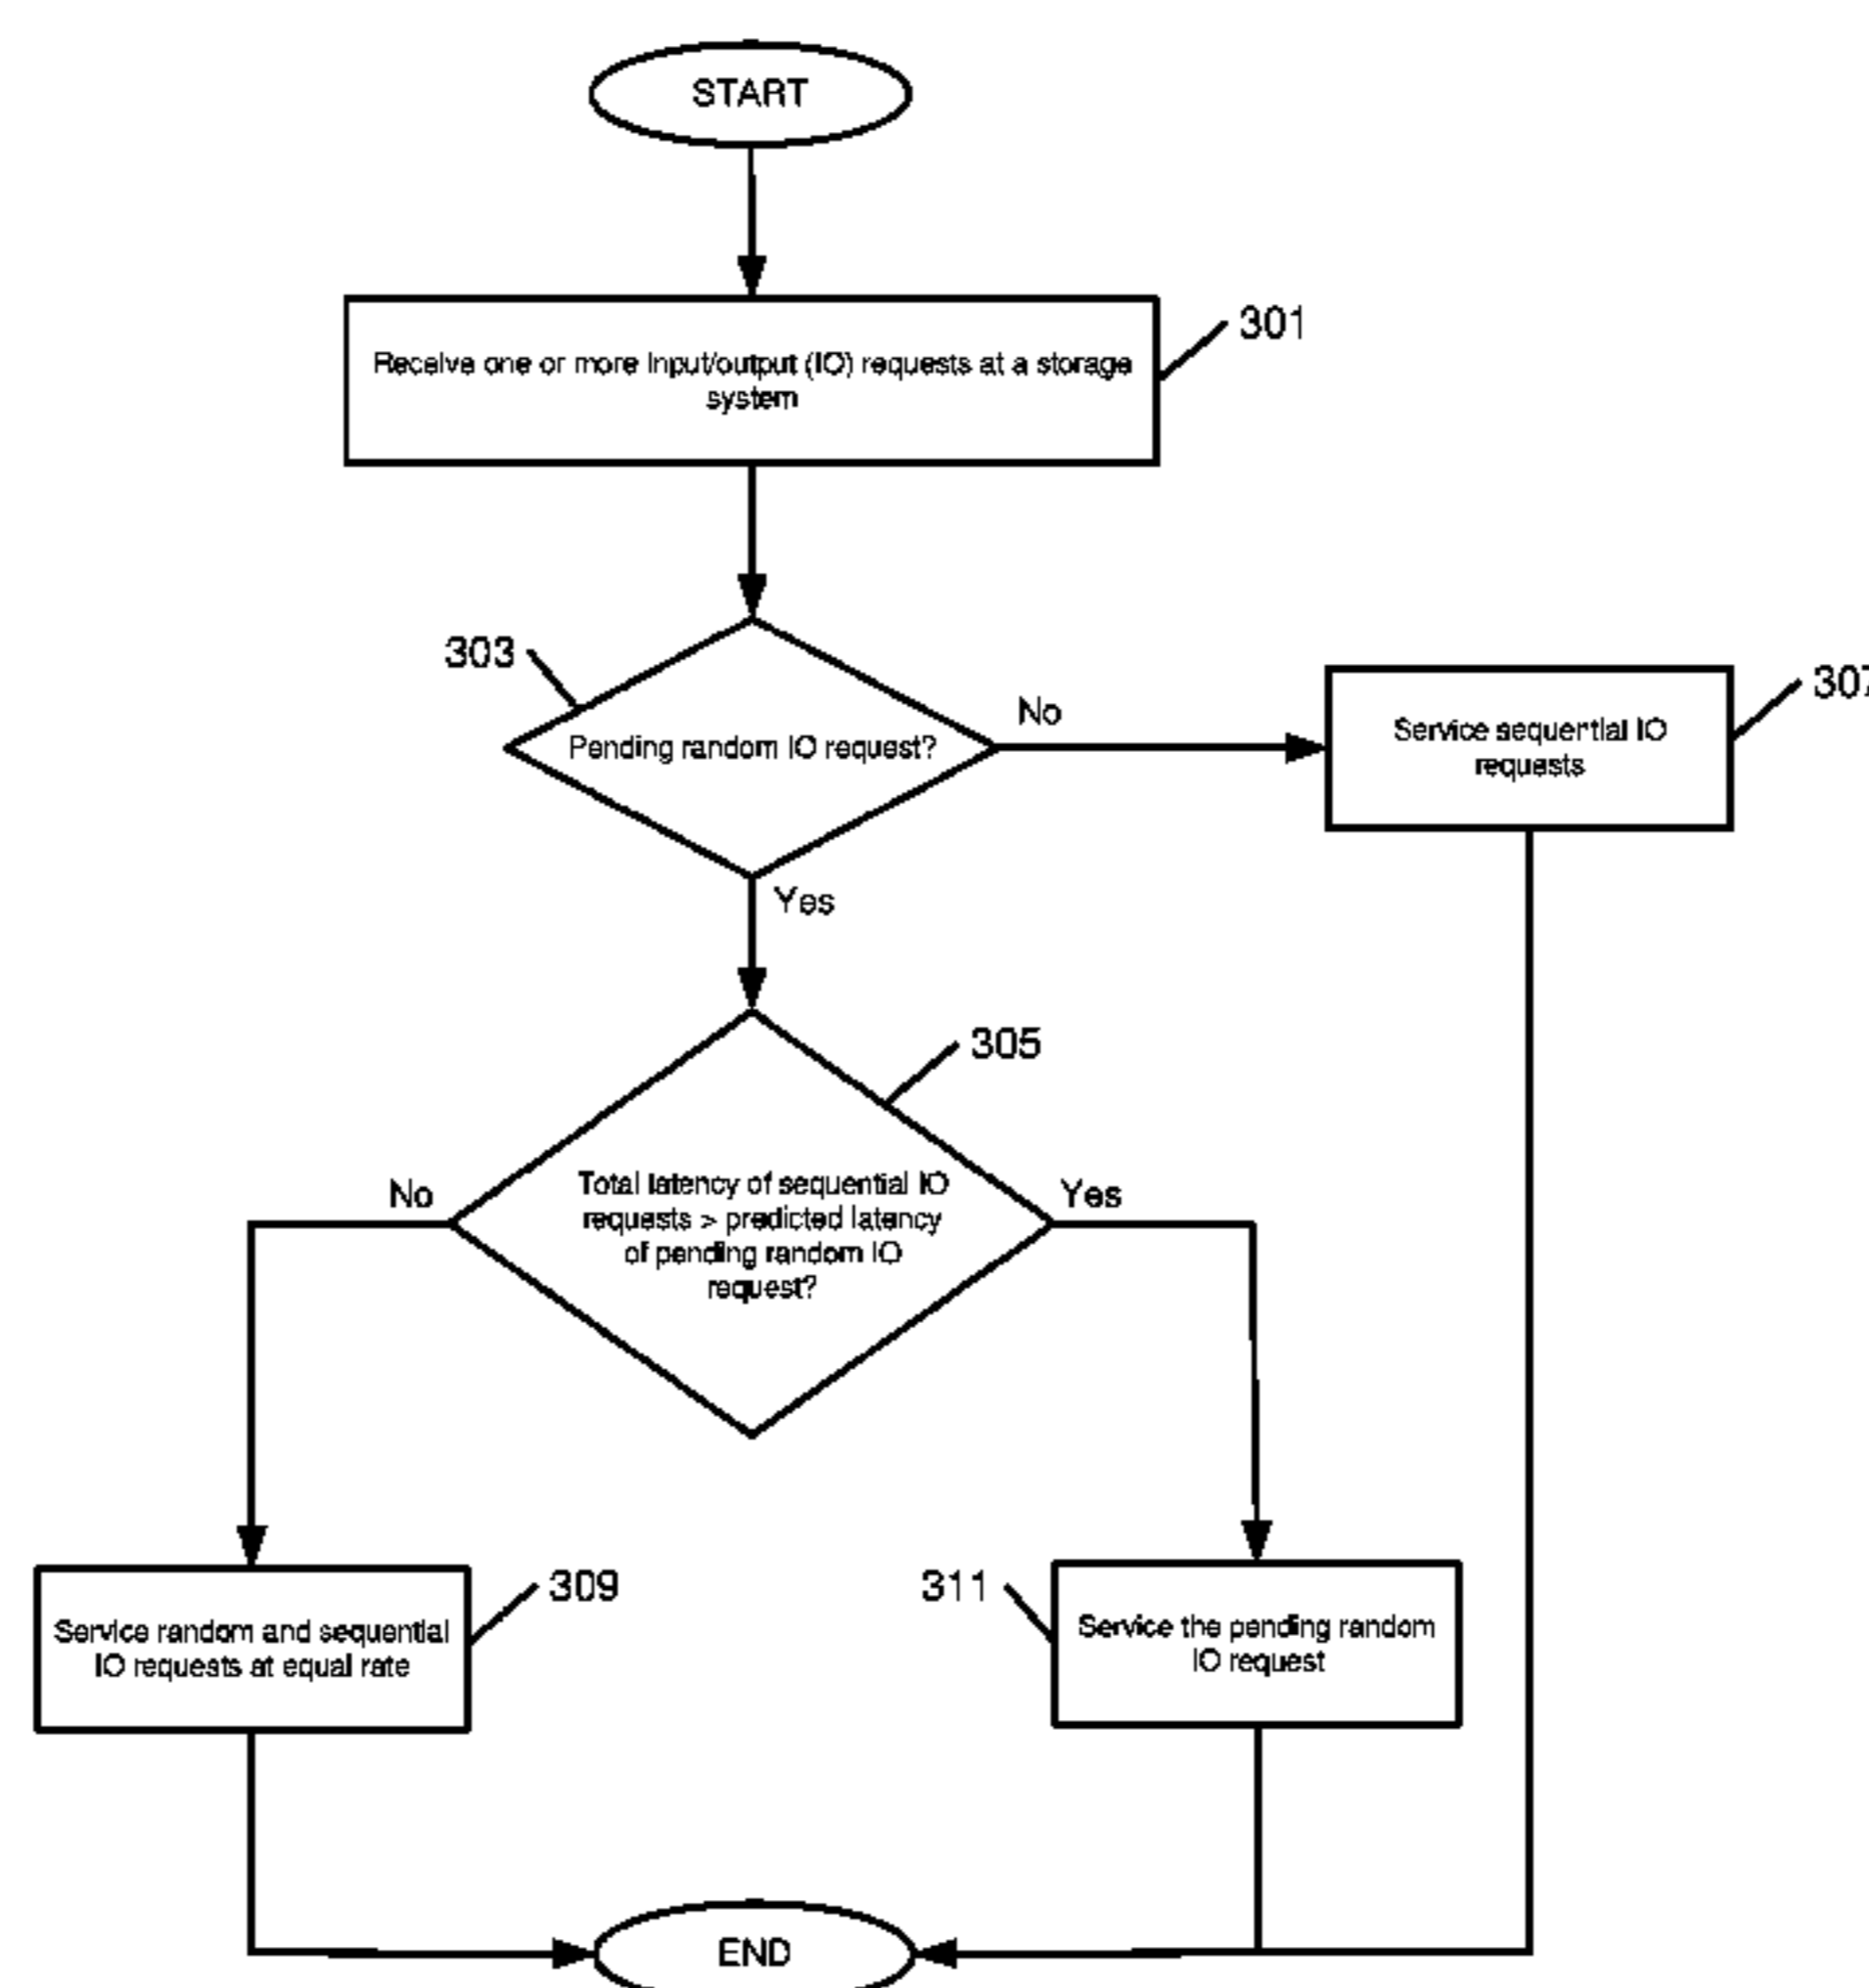 START
301
Receive one or more input/output (IO) requests at a storage
system
303
Pending random IO request?
No
307
Service sequential IO
requests
Yes
305
No
Total latency of sequential IO
requests > predicted latency
of pending random IO
request?
Yes
309
Service random and sequential
IO requests at equal rate
311
Service the pending random
IO request
END